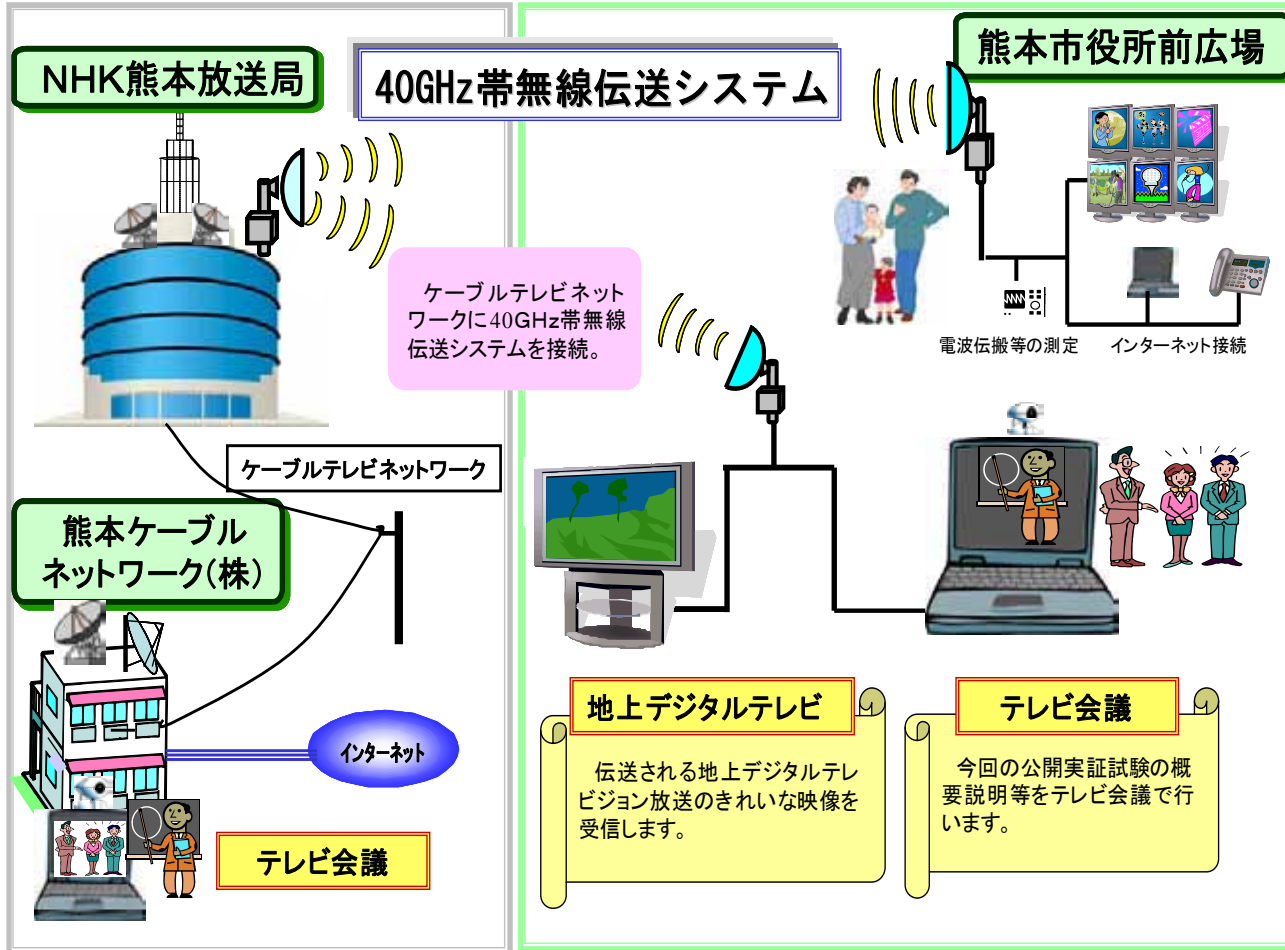 NHK熊本放送局
40GHz帯無線伝送システム
熊本市役所前広場
ケーブルテレビネット
ワークに40GHz帯無線
伝送システムを接続。
電波伝搬等の測定
インターネット接続
ケーブルテレビネットワーク
熊本ケーブル
ネットワーク(株)
インターネット
テレビ会議
地上デジタルテレビ
伝送される地上デジタルテレ
ビジョン放送のきれいな映像を
受信します。
テレビ会議
今回の公開実証試験の概
要説明等をテレビ会議で行
います。